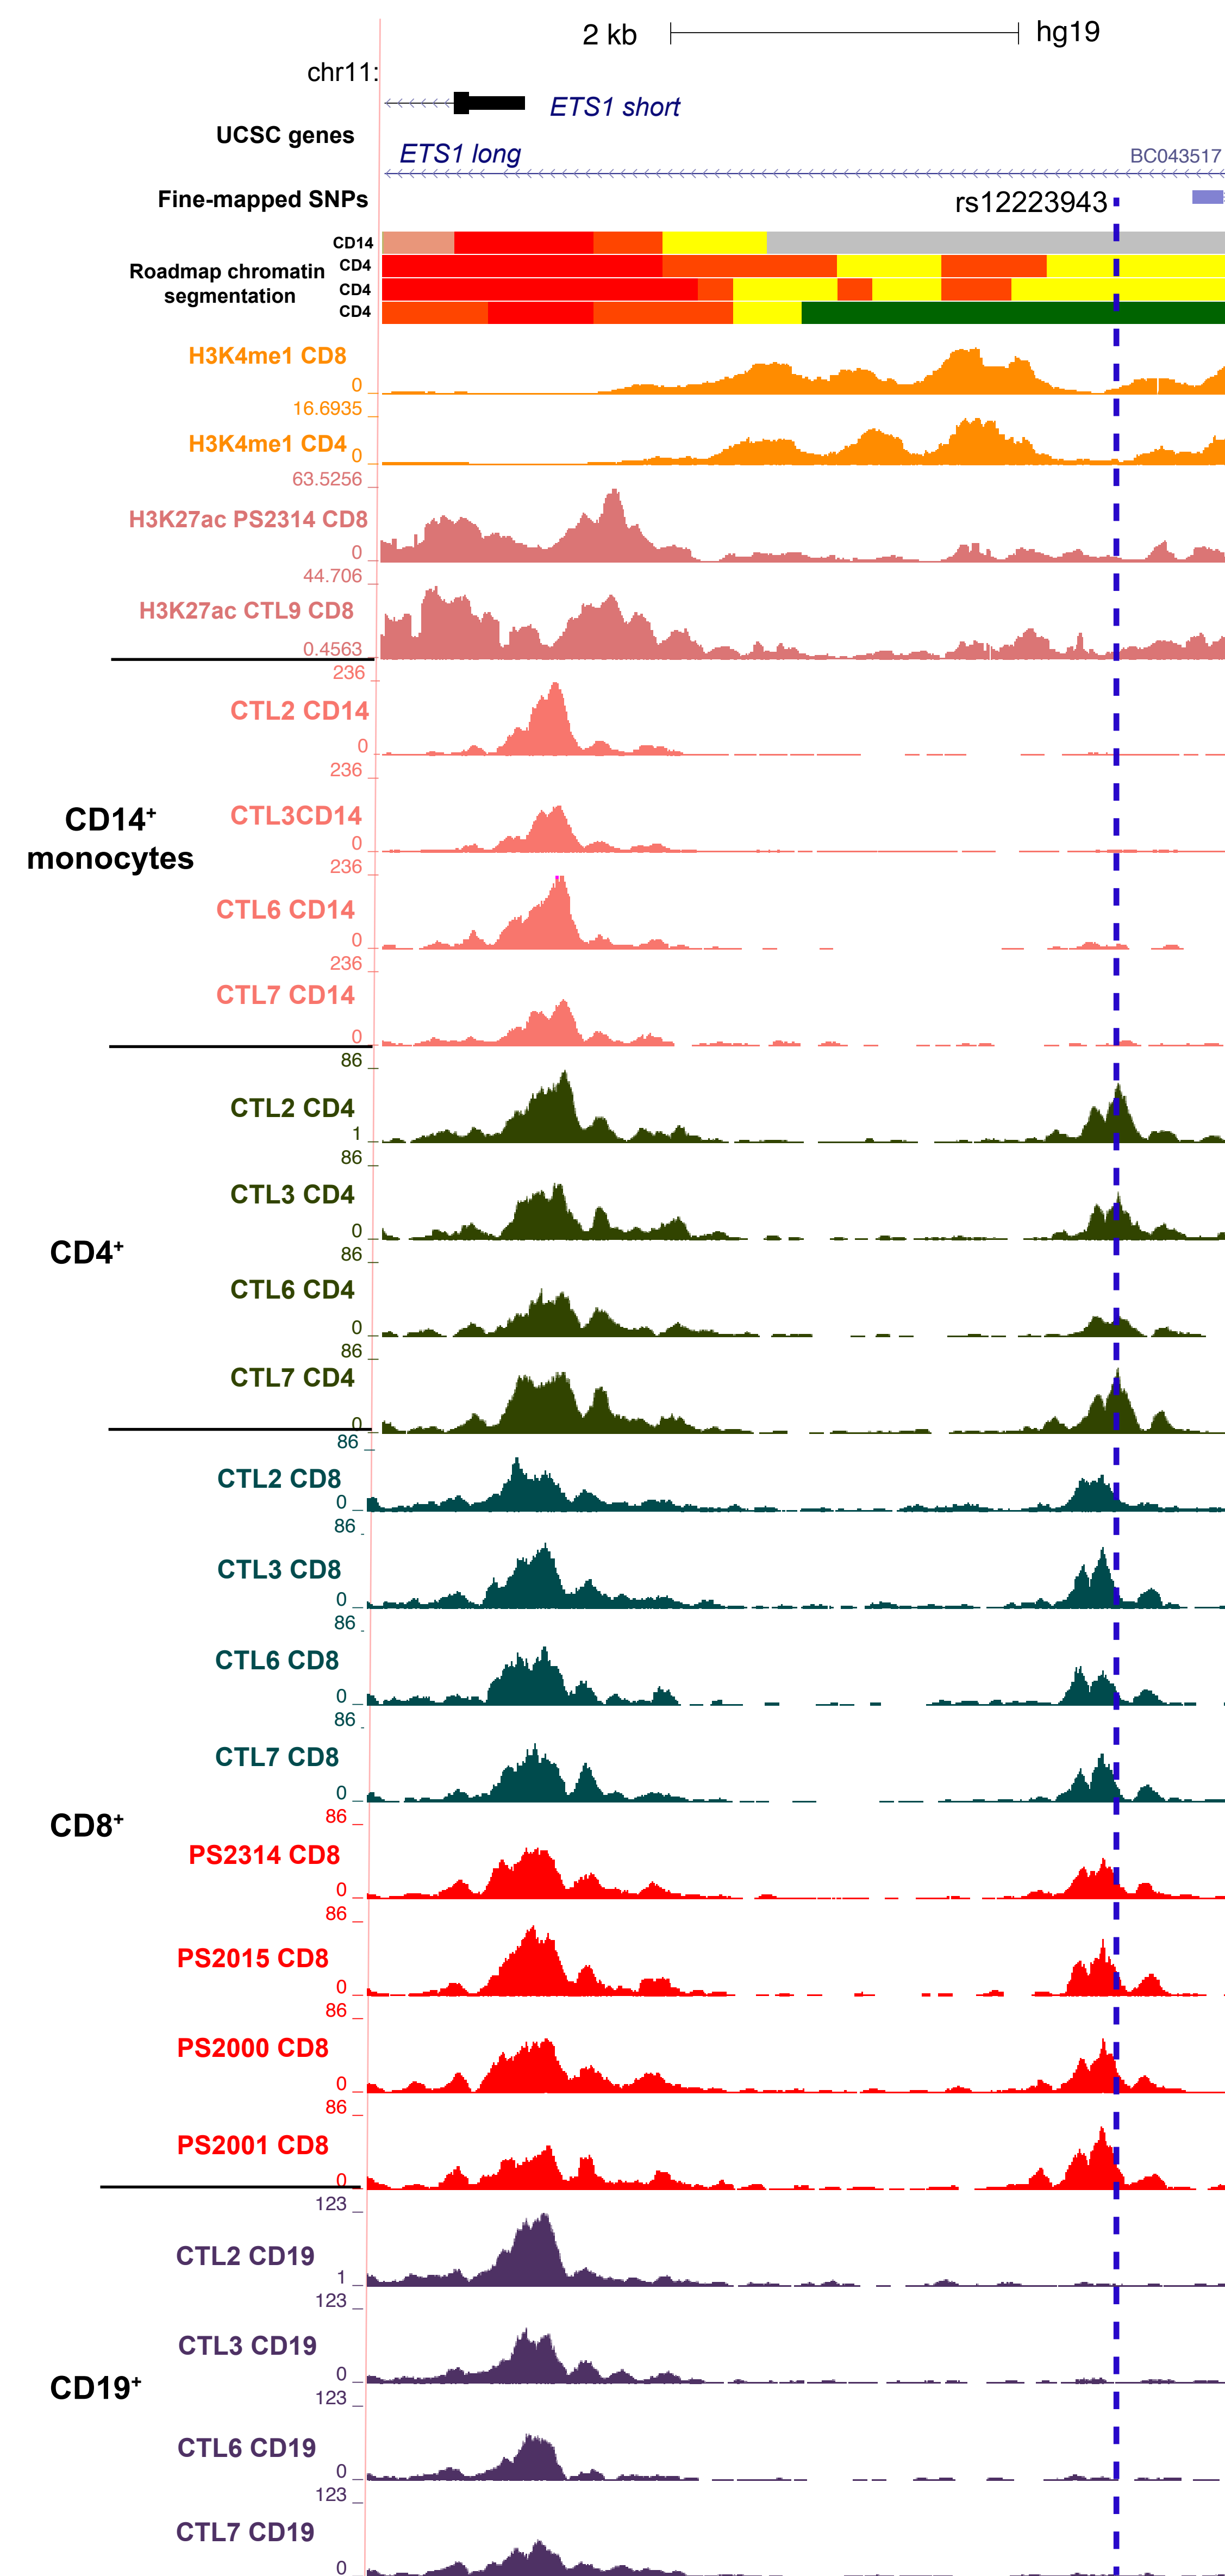 2 kb
hg19
chr11:
ETS1 short
UCSC genes
ETS1 long
BC043517
Fine-mapped SNPs
rs12223943
CD14
Roadmap chromatin
segmentation
CD4
CD4
CD4
H3K4me1 CD8
0
16.6935
H3K4me1 CD4
0
63.5256
H3K27ac PS2314 CD8
0
44.706
H3K27ac CTL9 CD8
0.4563
236
CTL2 CD14
0
236
CD14+
monocytes
CTL3CD14
0
236
CTL6 CD14
0
236
CTL7 CD14
0
86
CTL2 CD4
1
86
CTL3 CD4
0
CD4+
86
CTL6 CD4
0
86
CTL7 CD4
0
86
CTL2 CD8
0
86
CTL3 CD8
0
86
CTL6 CD8
0
86
CTL7 CD8
0
CD8+
86
PS2314 CD8
0
86
PS2015 CD8
0
86
PS2000 CD8
0
86
PS2001 CD8
0
123
CTL2 CD19
1
123
CTL3 CD19
0
CD19+
123
CTL6 CD19
0
123
CTL7 CD19
0